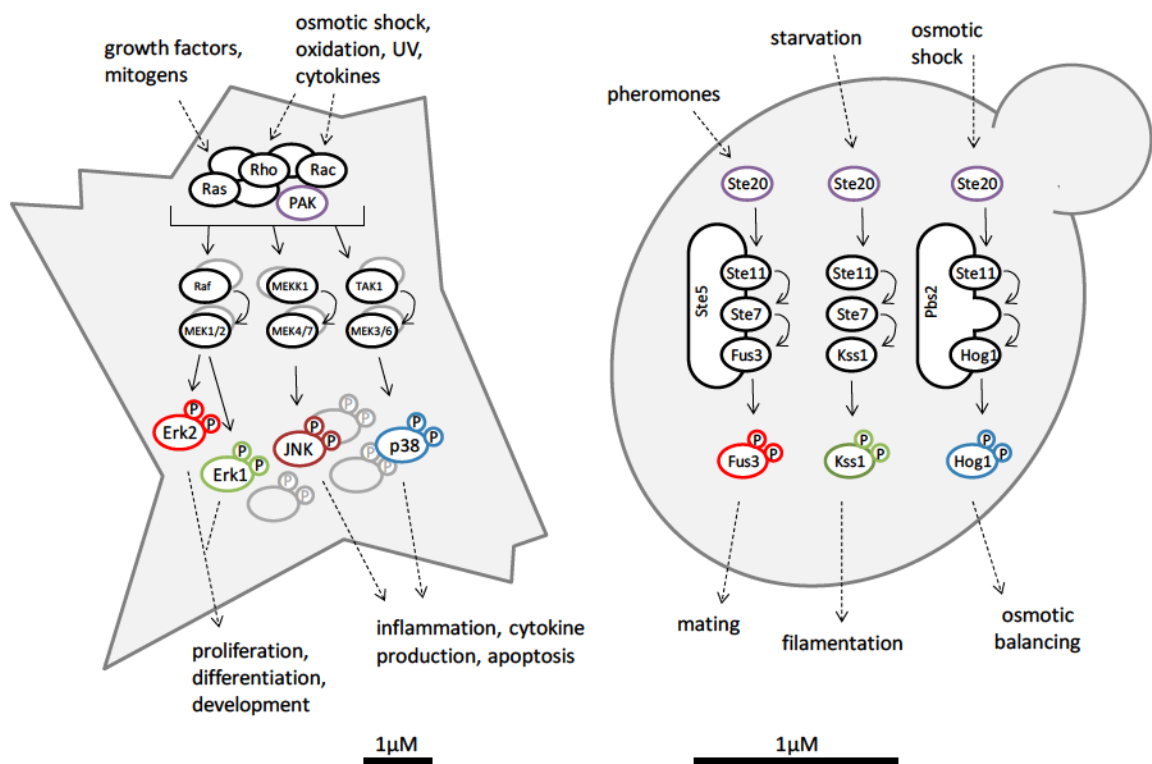 growth factors,
mitogens
osmotic shock,
oxidation, UV,
cytokines
Rho
Rac
Ras
PAK
Raf
MEKK1
TAK1
MEK1/2
MEK4/7
MEK3/6
P
P
Erk2
P
P
Erk1
P
P
JNK
P
P
P
P
P
P
P
P
p38
proliferation,
differentiation,
development
inflammation, cytokine
production, apoptosis
1µM
pheromones
starvation
osmotic
shock
Ste20
Ste20
Ste20
Ste5
Ste11
Ste7
Fus3
Ste11
Ste7
Kss1
Pbs2
Ste11
Hog1
P
P
Fus3
P
P
Kss1
P
P
Hog1
mating
filamentation
osmotic
balancing
1µM